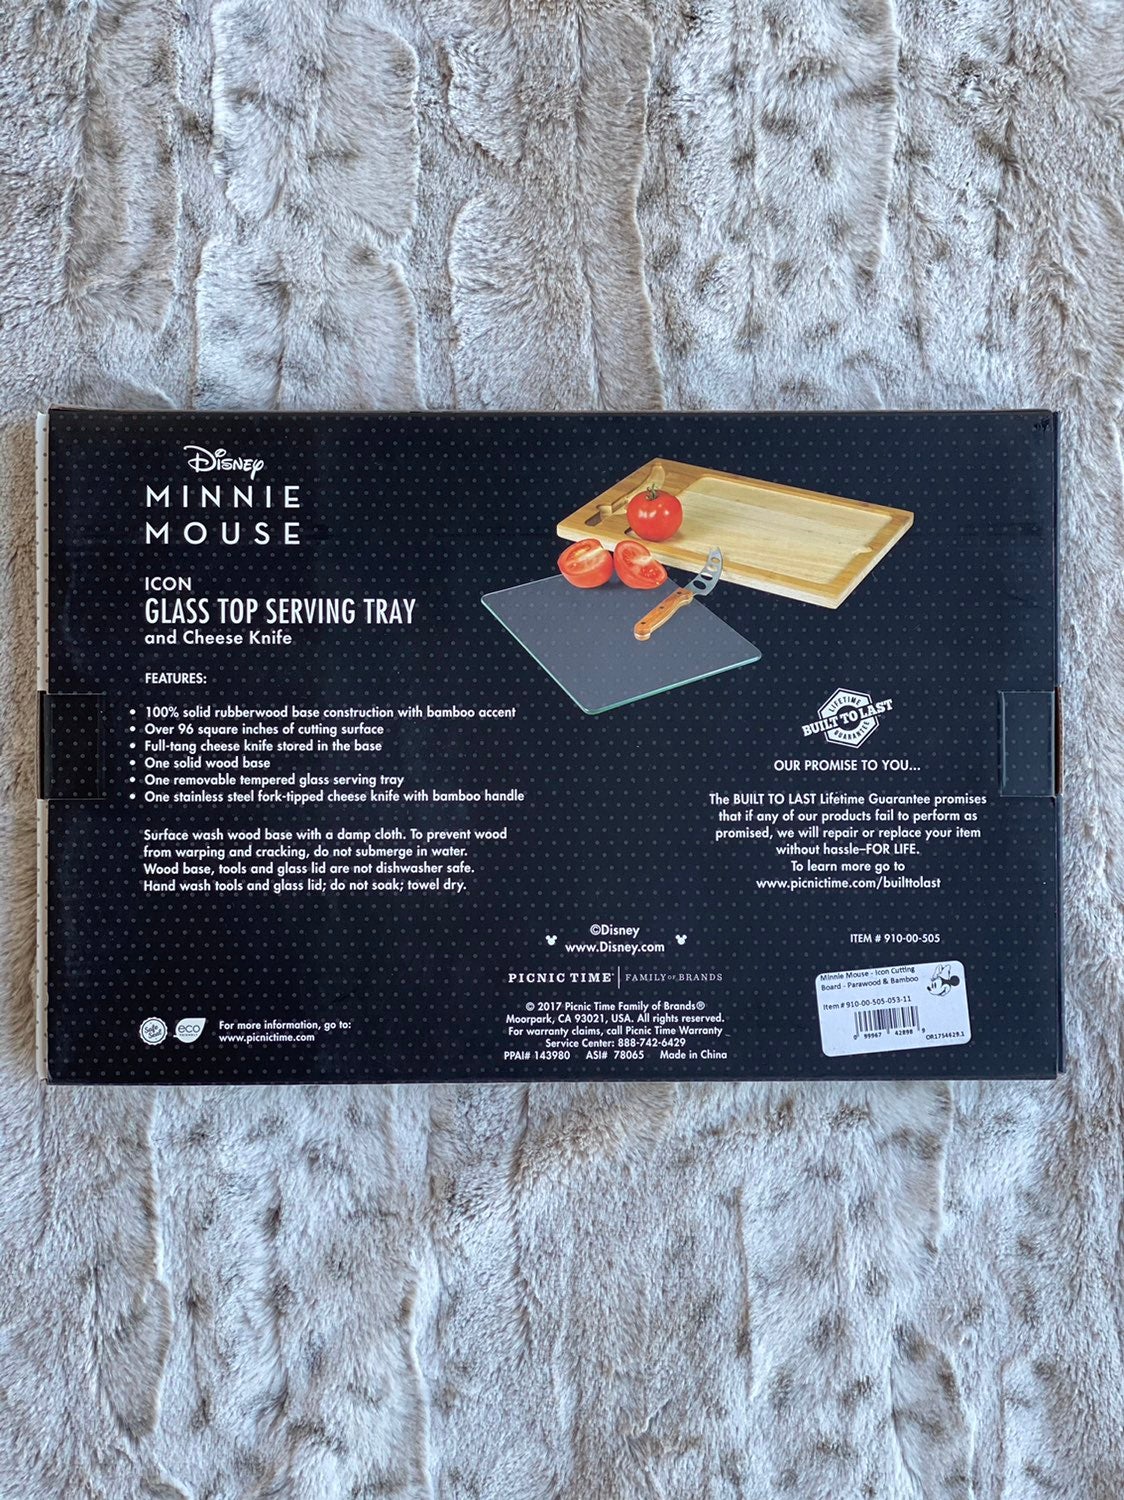 Disney
MINNIE
MOUSE
ICON
GLASS TOP SERVING TRAY
and Cheese Knife
FEATURES:
• 100% solid rubberwood base construction with bamboo accent
• Over 96 square inches of cutting surface
• Full-tang cheese knife stored in the base
• One solid wood base
• One removable tempered glass serving tray
• One stainless steel fork-tipped cheese knife with bamboo handle
Surface wash wood base with a damp cloth. To prevent wood
from warping and cracking, do not submerge in water.
Wood base, tools and glass lid are not dishwasher safe.
Hand wash tools and glass lid; do not soak; towel dry.
LIFETIME
BUILT TO LAST
GUARANTEE
OUR PROMISE TO YOU...
The BUILT TO LAST Lifetime Guarantee promises
that if any of our products fail to perform as
promised, we will repair or replace your item
without hassle–FOR LIFE.
To learn more go to
www.picnictime.com/builttolast
©Disney
www.Disney.com
PICNIC TIME® | FAMILY OF BRANDS
© 2017 Picnic Time Family of Brands®
Moorpark, CA 93021, USA. All rights reserved.
For warranty claims, call Picnic Time Warranty
Service Center: 888-742-6429
PPAI# 143980 ASI# 78065 Made in China
eco
For more information, go to:
www.picnictime.com
ITEM # 910-00-505
Minnie Mouse - Icon Cutting
Board - Parawood & Bamboo
Item # 910-00-505-053-11
0 99967 42898 9
OR1754629.1